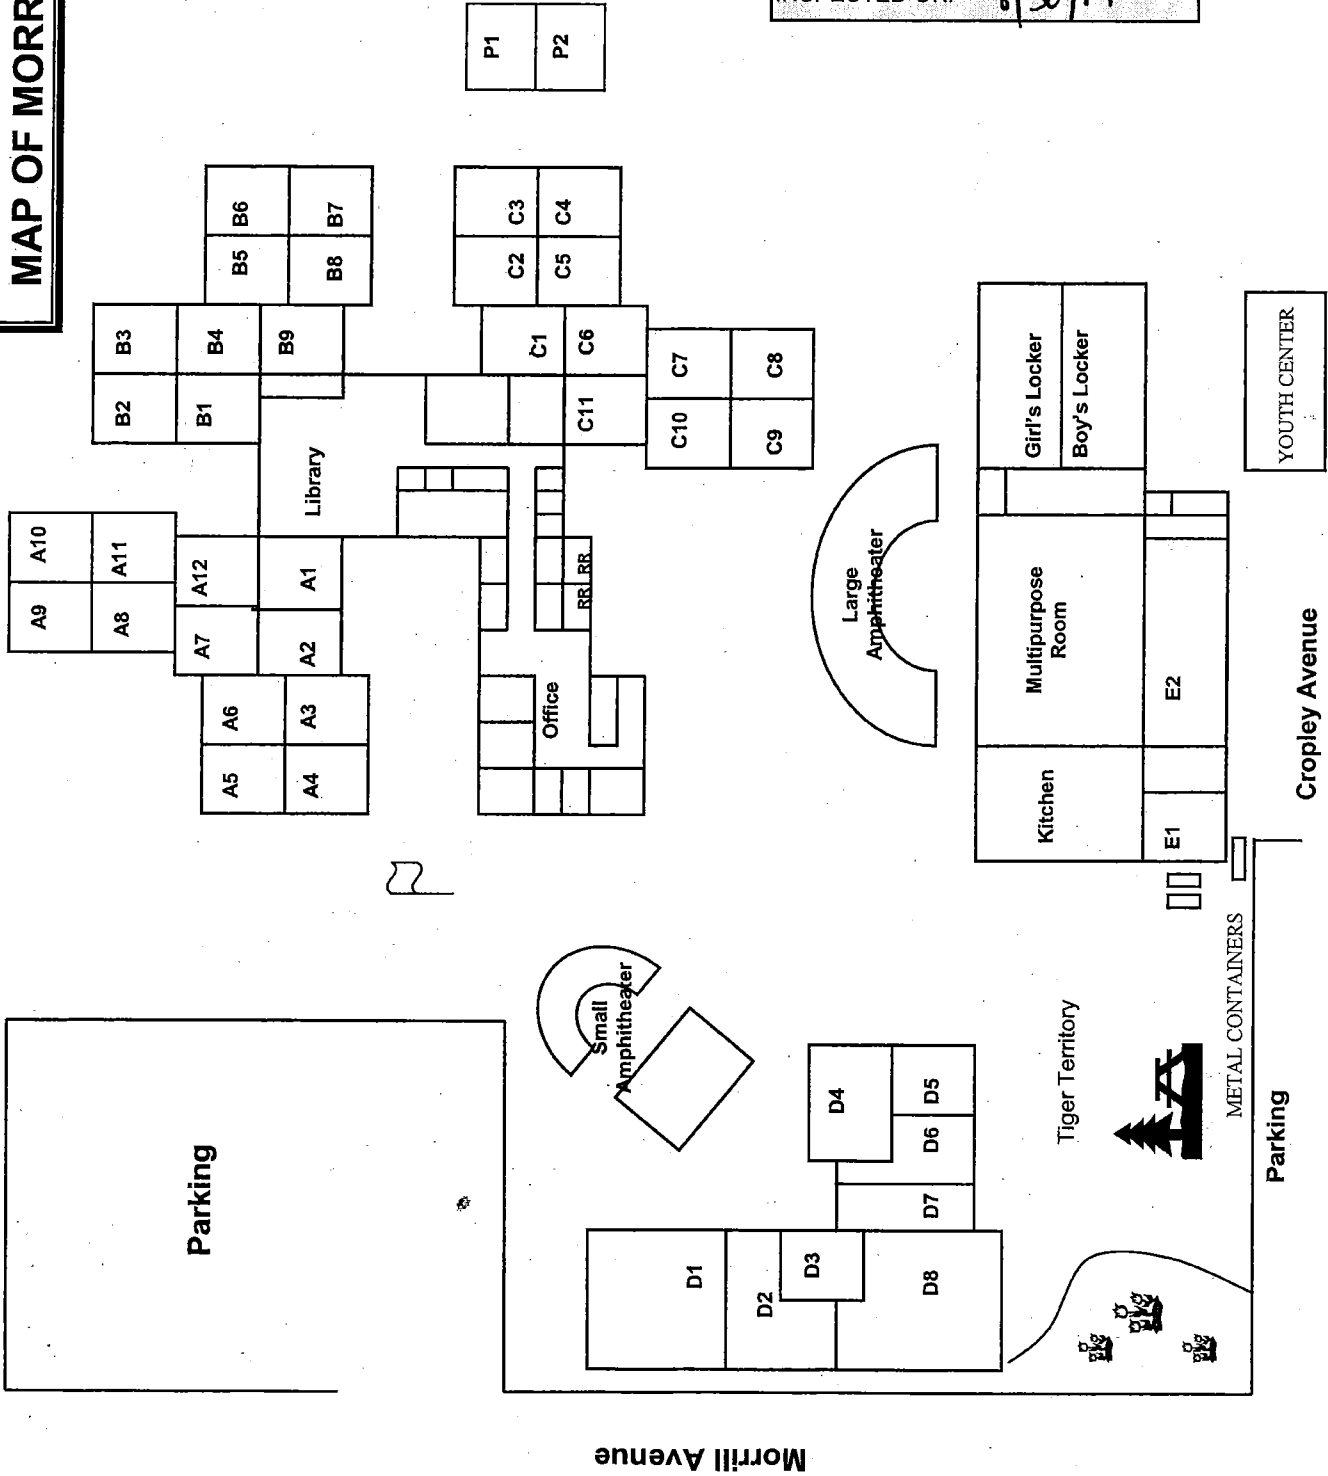 MAP OF MORR
P1
P2
B6
B7
B5
B8
B3
B4
B9
B2
B1
C3
C4
C2
C5
C1
C6
C7
C8
C11
C10
C9
Library
A10
A11
A9
A8
A12
A1
A7
A2
A6
A3
A5
A4
RR
RR
Office
Girl's Locker
Boy's Locker
YOUTH CENTER
Large
Amphitheater
Multipurpose
Room
E2
Kitchen
E1
Cropley Avenue
Small
Amphitheater
Parking
D4
D5
D6
D7
D1
D2
D3
D8
Tiger Territory
METAL CONTAINERS
Parking
Morrill Avenue